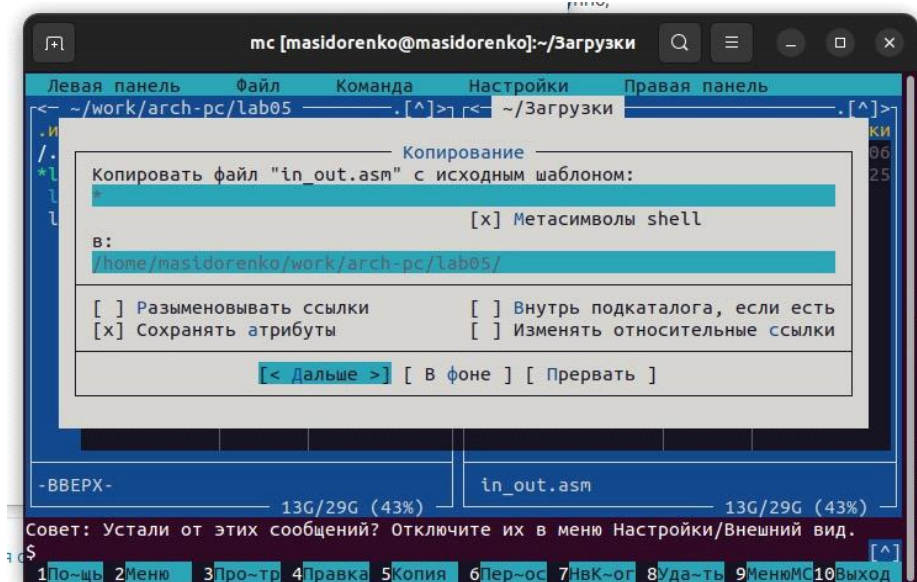 mc [masidorenko@masidorenko]:~/Загрузки
Левая панель Файл Команда Настройки Правая панель
<— ~/work/arch-pc/lab05 .[^]> <— ~/Загрузки .[^]>
Копирование
Копировать файл "in_out.asm" с исходным шаблоном:
*
[x] Метасимволы shell
в:
/home/masidorenko/work/arch-pc/lab05/
[ ] Разыменовывать ссылки [ ] Внутрь подкаталога, если есть
[x] Сохранять атрибуты [ ] Изменять относительные ссылки
[< Дальше >] [ В фоне ] [ Прервать ]
-ВВЕРХ- in_out.asm
13G/29G (43%) 13G/29G (43%)
Совет: Устали от этих сообщений? Отключите их в меню Настройки/Внешний вид.
$ [^]
1По~щь 2Меню 3Про~тр 4Правка 5Копия 6Пер~ос 7НвК~ог 8Уда~ть 9МенюМС 10Выход